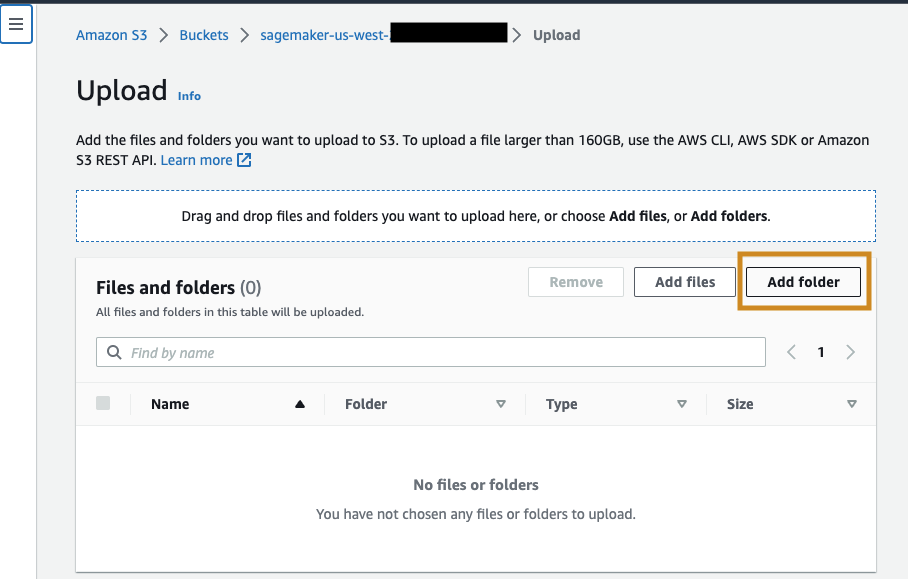 Amazon S3 > Buckets > sagemaker-us-west- > Upload
Upload Info
Add the files and folders you want to upload to S3. To upload a file larger than 160GB, use the AWS CLI, AWS SDK or Amazon
S3 REST API. Learn more
Drag and drop files and folders you want to upload here, or choose Add files, or Add folders.
Files and folders (0)
Remove
Add files
Add folder
All files and folders in this table will be uploaded.
Find by name
1
Name Folder Type Size
No files or folders
You have not chosen any files or folders to upload.